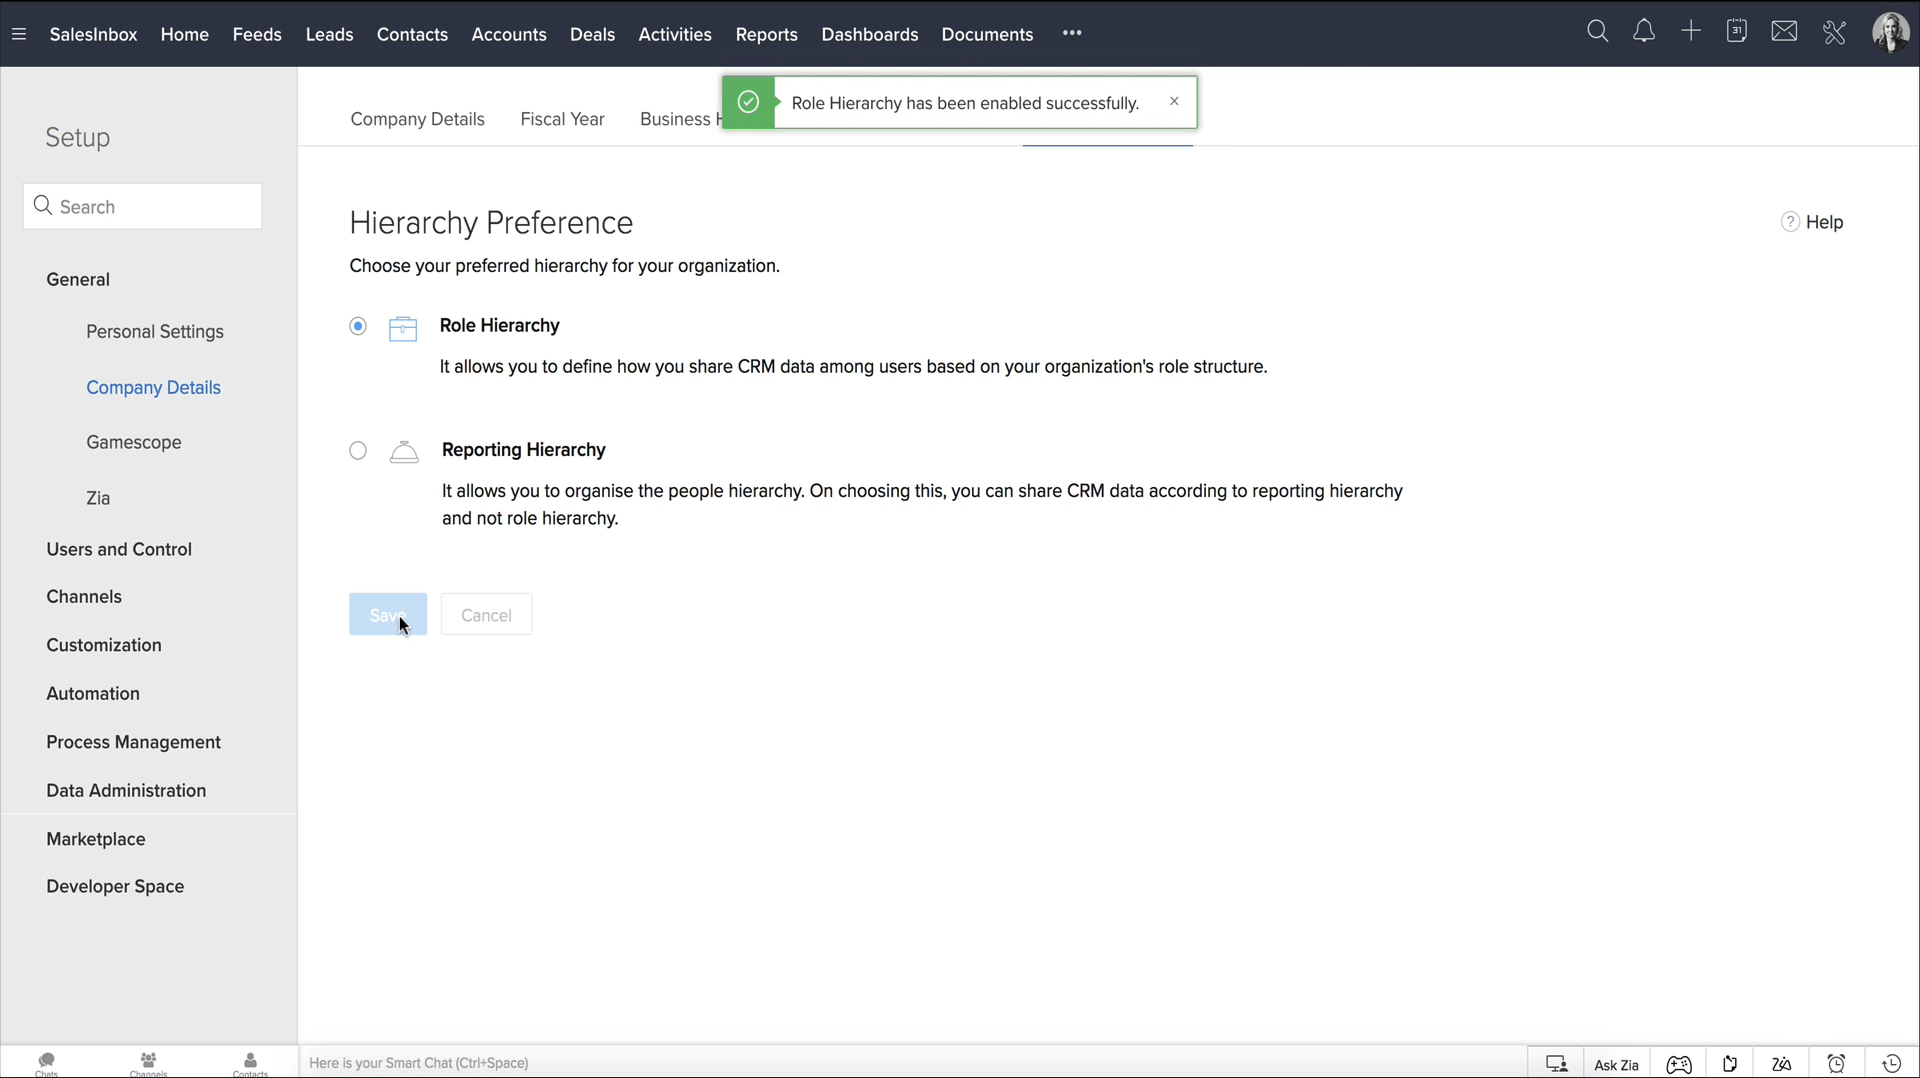 SalesInbox Home Feeds Leads Contacts Accounts Deals Activities Reports Dashboards Documents •••
31
Role Hierarchy has been enabled successfully. ×
Company Details Fiscal Year Business
Setup
Search
General
Personal Settings
Company Details
Gamescope
Zia
Users and Control
Channels
Customization
Automation
Process Management
Data Administration
Marketplace
Developer Space
Hierarchy Preference
? Help
Choose your preferred hierarchy for your organization.
Role Hierarchy
It allows you to define how you share CRM data among users based on your organization's role structure.
Reporting Hierarchy
It allows you to organise the people hierarchy. On choosing this, you can share CRM data according to reporting hierarchy
and not role hierarchy.
Save Cancel
Chats Channels Contacts
Here is your Smart Chat (Ctrl+Space)
Ask Zia